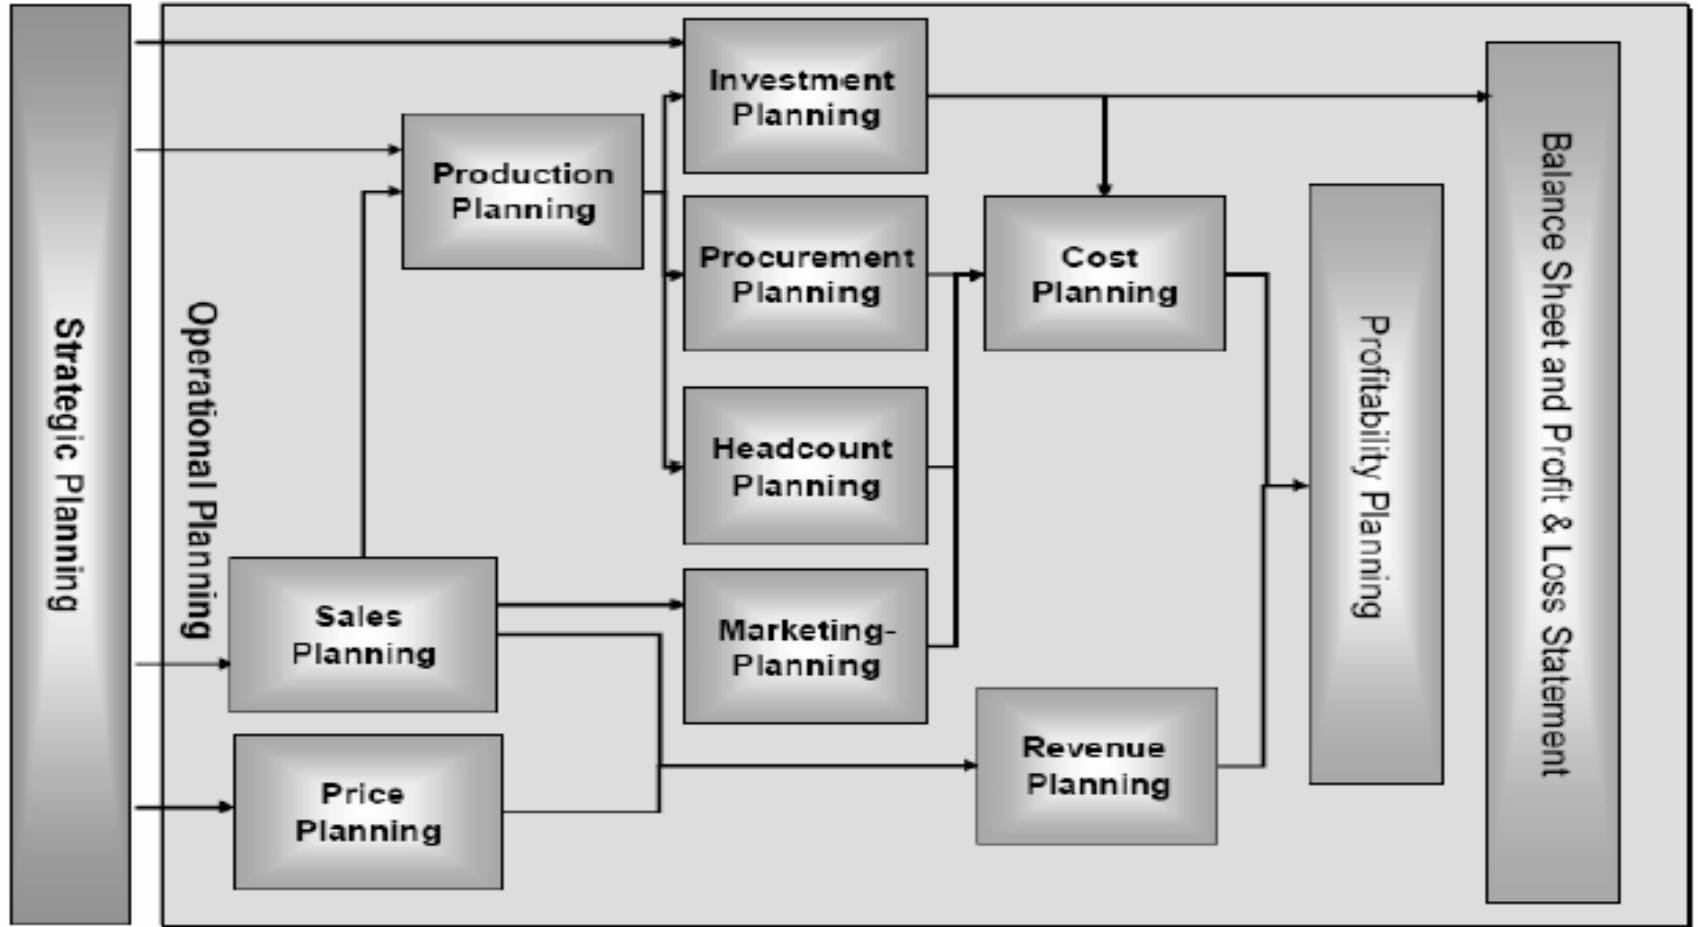 Strategic Planning
Operational Planning
Investment
Planning
Production
Planning
Procurement
Planning
Cost
Planning
Headcount
Planning
Sales
Planning
Marketing-
Planning
Price
Planning
Revenue
Planning
Profitability Planning
Balance Sheet and Profit & Loss Statement